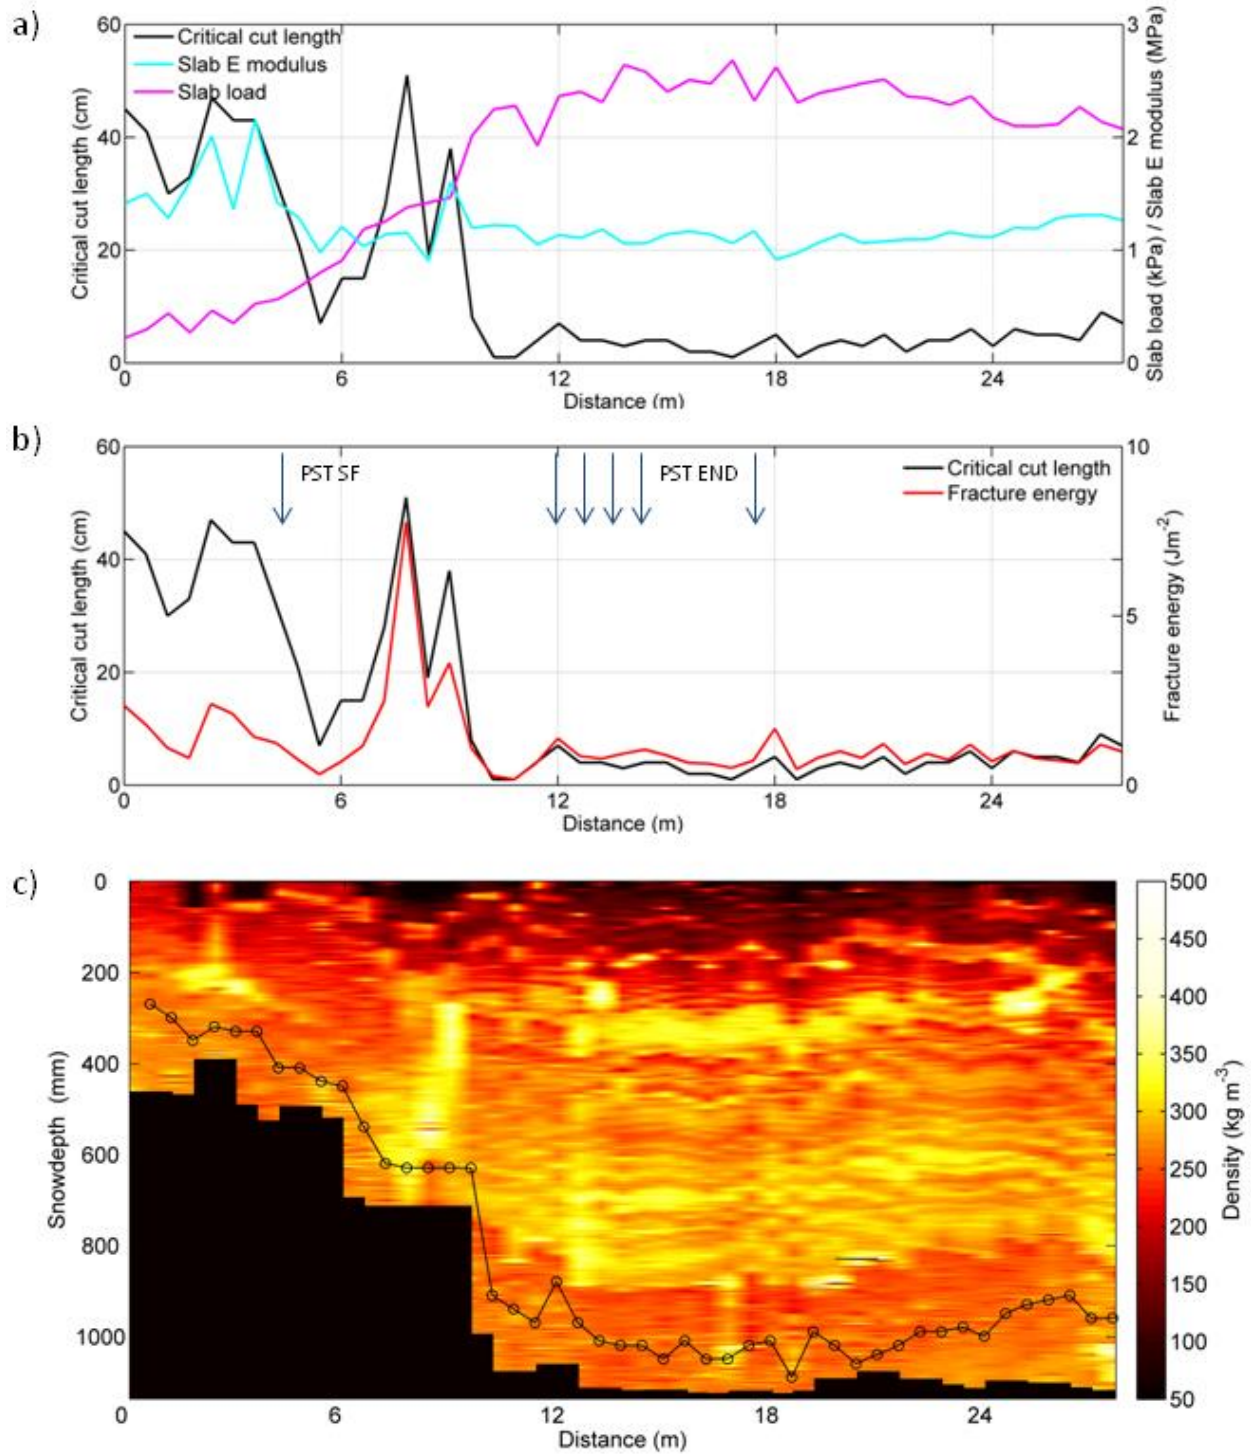 a)
60
40
20
0
Critical cut length (cm)
Critical cut length
Slab E modulus
Slab load
3
2
1
0
Slab load (kPa) / Slab E modulus (MPa)
0 6 12 18 24
Distance (m)
b)
60
40
20
0
Critical cut length (cm)
PST SF
PST END
Critical cut length
Fracture energy
10
5
0
Fracture energy (Jm-2)
0 6 12 18 24
Distance (m)
c)
0
200
400
600
800
1000
Snowdepth (mm)
500
450
400
350
300
250
200
150
100
50
Density (kg m-3)
0 6 12 18 24
Distance (m)